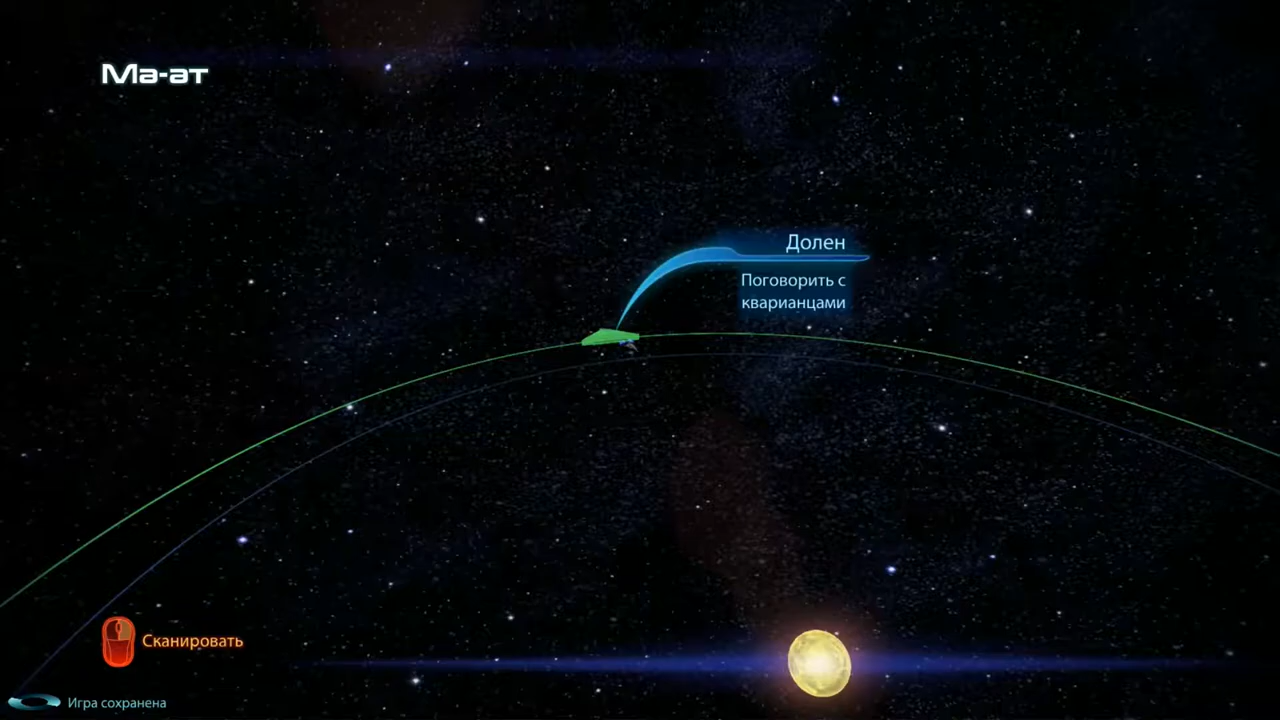 Ма-ат
Долен
Поговорить с
кварианцами
Сканировать
Игра сохранена